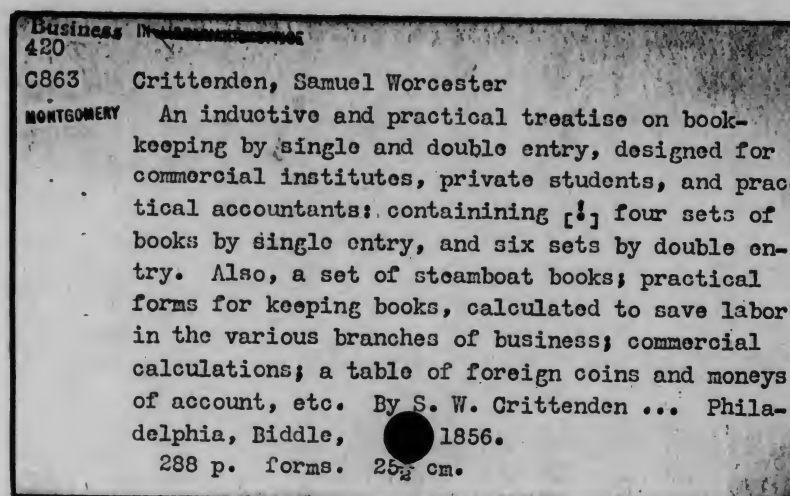 Business IN
420
C863 Crittenden, Samuel Worcester
MONTGOMERY An inductive and practical treatise on book-
keeping by single and double entry, designed for
commercial institutes, private students, and prac
tical accountants: containining [!] four sets of
books by single entry, and six sets by double en-
try. Also, a set of steamboat books; practical
forms for keeping books, calculated to save labor
in the various branches of business; commercial
calculations; a table of foreign coins and moneys
of account, etc. By S. W. Crittenden ... Phila-
delphia, Biddle, 1856.
288 p. forms. 25½ cm.